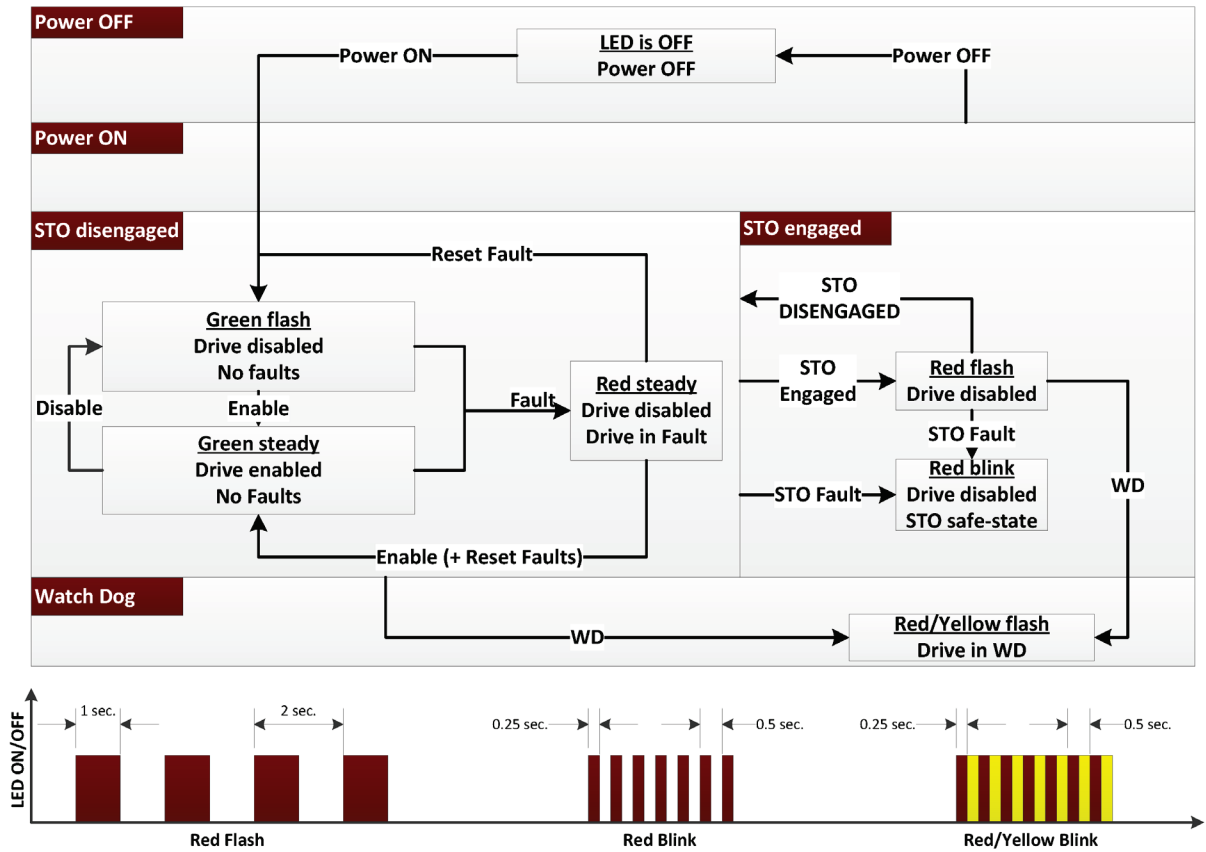 Power OFF
LED is OFF
Power OFF
Power ON
Power OFF
Power ON
STO disengaged
STO engaged
Reset Fault
STO
DISENGAGED
Green flash
Drive disabled
No faults
STO
Engaged
Red flash
Drive disabled
Red steady
Drive disabled
Drive in Fault
Disable
Enable
Fault
STO Fault
Green steady
Drive enabled
No Faults
Red blink
Drive disabled
STO safe-state
STO Fault
WD
Enable (+ Reset Faults)
Watch Dog
Red/Yellow flash
Drive in WD
WD
LED ON/OFF
1 sec.
2 sec.
0.25 sec.
0.5 sec.
0.25 sec.
0.5 sec.
Red Flash
Red Blink
Red/Yellow Blink